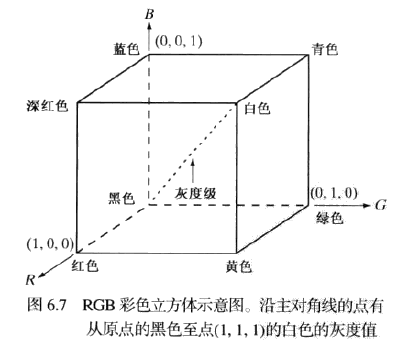 B
蓝色
(0, 0, 1)
青色
深红色
白色
黑色
灰度级
(0, 1, 0)
G
绿色
(1, 0, 0)
R
红色
黄色
图 6.7 RGB 彩色立方体示意图。沿主对角线的点有
从原点的黑色至点(1, 1, 1)的白色的灰度值